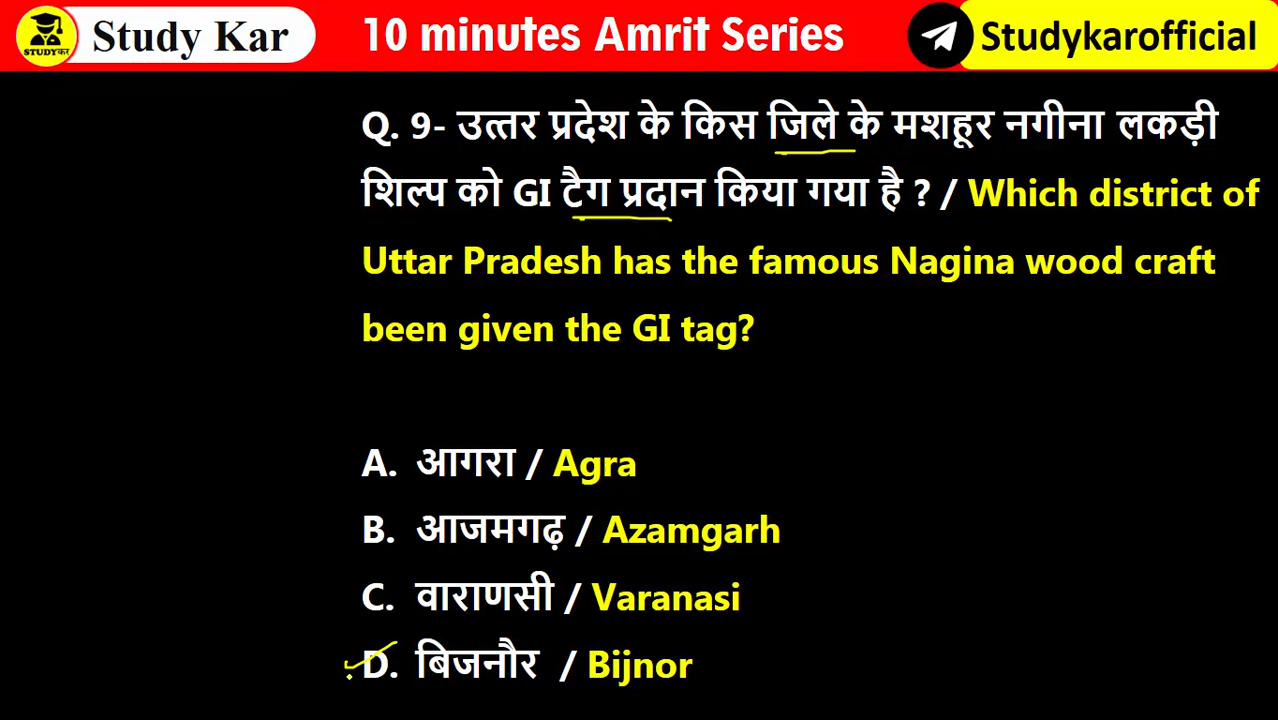 STUDYकर
Study Kar
10 minutes Amrit Series
Studykarofficial
Q. 9- उत्तर प्रदेश के किस जिले के मशहूर नगीना लकड़ी
शिल्प को GI टैग प्रदान किया गया है ? / Which district of
Uttar Pradesh has the famous Nagina wood craft
been given the GI tag?
A. आगरा / Agra
B. आजमगढ़ / Azamgarh
C. वाराणसी / Varanasi
D. बिजनौर / Bijnor